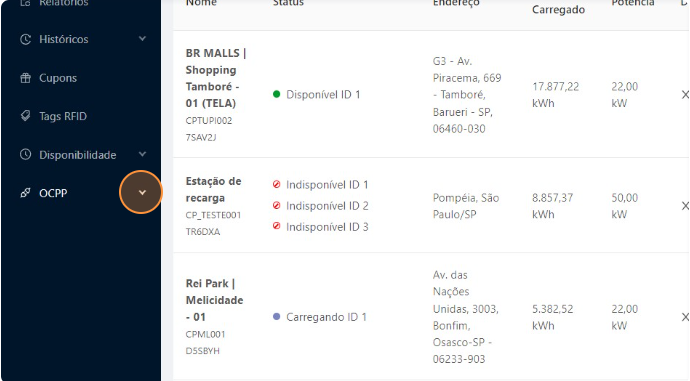 Relatórios
Históricos
Cupons
Tags RFID
Disponibilidade
OCPP
Nome
Status
Endereço
Carregado
Potência
BR MALLS |
Shopping
Tamboré -
01 (TELA)
CPTUPI002
7SAV2J
Disponível ID 1
G3 - Av.
Piracema, 669
- Tamboré,
Barueri - SP,
06460-030
17.877,22
kWh
22,00
kW
Estação de
recarga
CP_TESTE001
TR6DXA
Indisponível ID 1
Indisponível ID 2
Indisponível ID 3
Pompéia, São
Paulo/SP
8.857,37
kWh
50,00
kW
Rei Park |
Melicidade
- 01
CPML001
D5SBYH
Carregando ID 1
Av. das
Nações
Unidas, 3003,
Bonfim,
Osasco-SP -
06233-903
5.382,52
kWh
22,00
kW